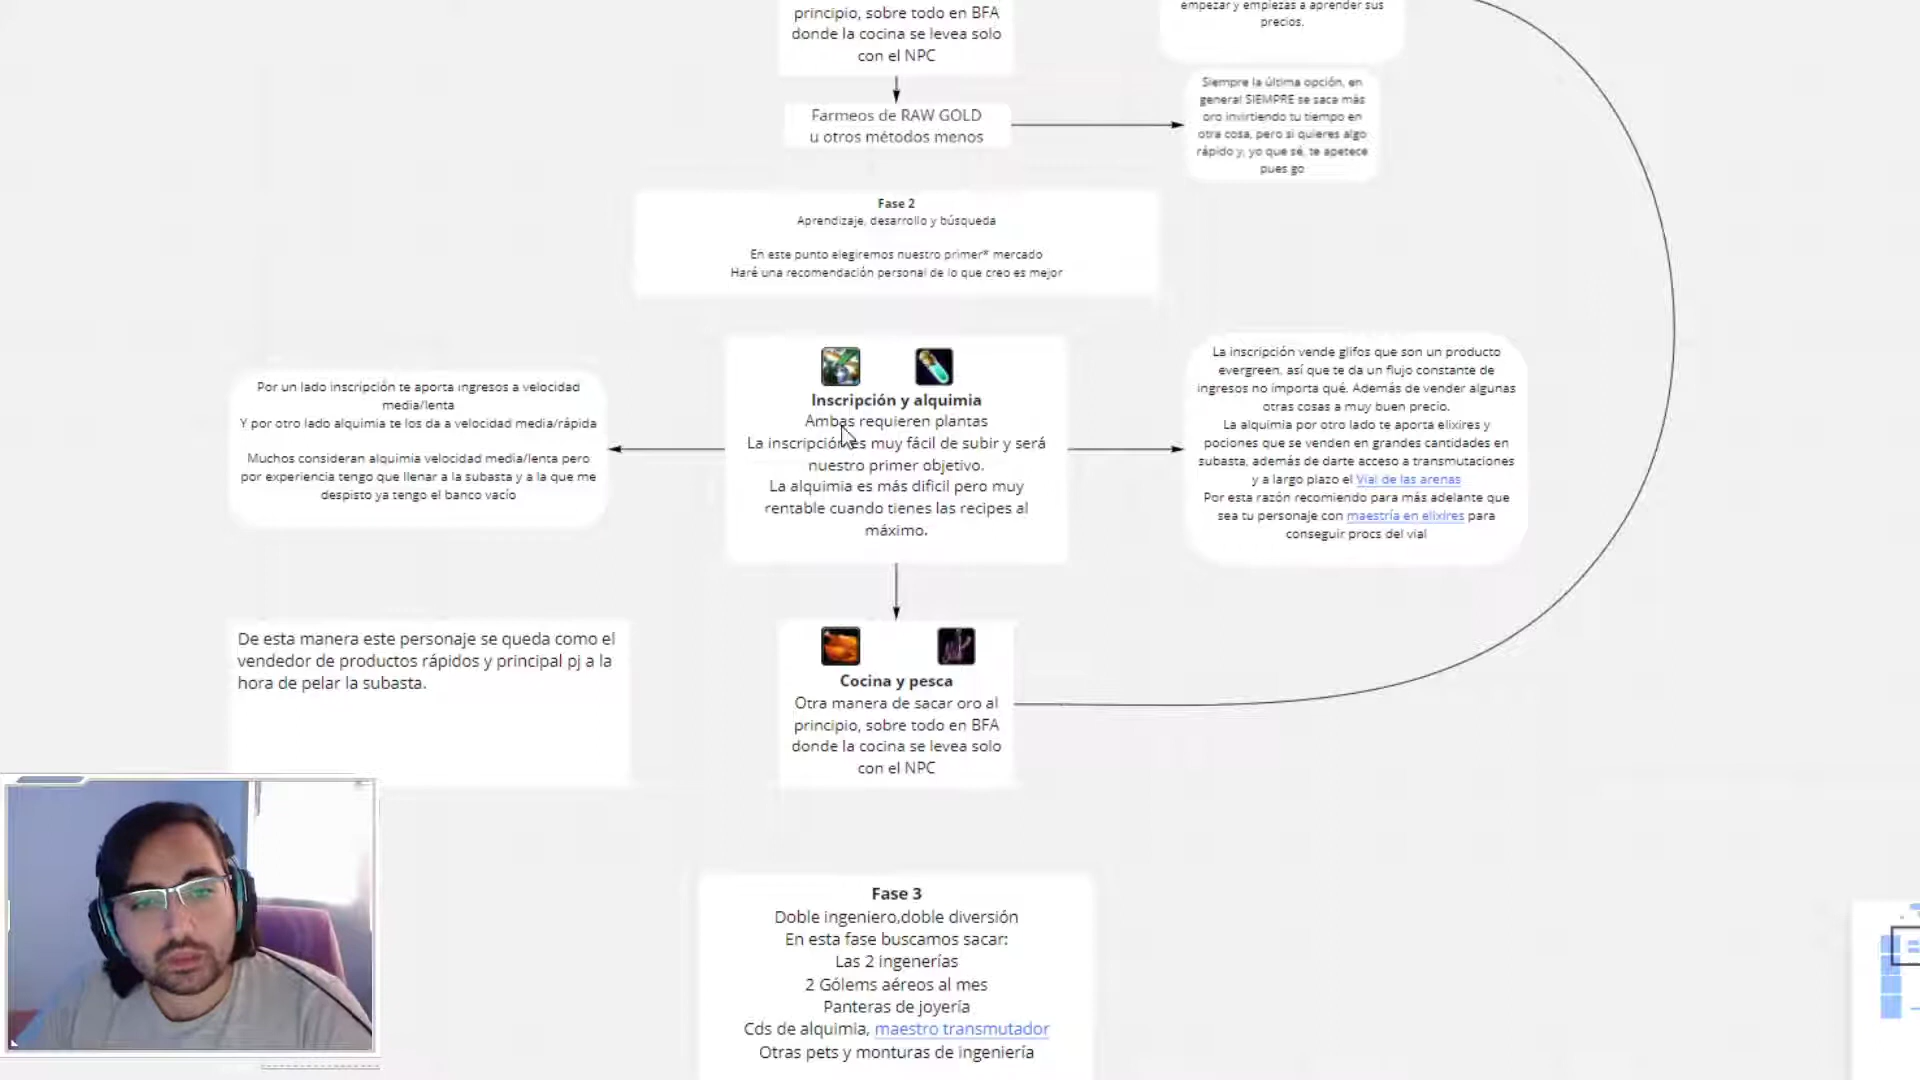 principio, sobre todo en BFA
donde la cocina se levea solo
con el NPC
empezar y empiezas a aprender sus
precios.
Farmeos de RAW GOLD
u otros métodos menos
Siempre la última opción, en
general SIEMPRE se saca más
oro invirtiendo tu tiempo en
otra cosa, pero si quieres algo
rápido y, yo que sé, te apetece
pues go
Fase 2
Aprendizaje, desarrollo y búsqueda
En este punto elegiremos nuestro primer* mercado
Haré una recomendación personal de lo que creo es mejor
Por un lado inscripción te aporta ingresos a velocidad
media/lenta
Y por otro lado alquimia te los da a velocidad media/rápida
Muchos consideran alquimia velocidad media/lenta pero
por experiencia tengo que llenar a la subasta y a la que me
despisto ya tengo el banco vacío
Inscripción y alquimia
Ambas requieren plantas
La inscripción es muy fácil de subir y será
nuestro primer objetivo.
La alquimia es más dificil pero muy
rentable cuando tienes las recipes al
máximo.
La inscripción vende glifos que son un producto
evergreen, así que te da un flujo constante de
ingresos no importa qué. Además de vender algunas
otras cosas a muy buen precio.
La alquimia por otro lado te aporta elixires y
pociones que se venden en grandes cantidades en
subasta, además de darte acceso a transmutaciones
y a largo plazo el Vial de las arenas
Por esta razón recomiendo para más adelante que
sea tu personaje con maestría en elixires para
conseguir procs del vial
De esta manera este personaje se queda como el
vendedor de productos rápidos y principal pj a la
hora de pelar la subasta.
Cocina y pesca
Otra manera de sacar oro al
principio, sobre todo en BFA
donde la cocina se levea solo
con el NPC
Fase 3
Doble ingeniero,doble diversión
En esta fase buscamos sacar:
Las 2 ingenerías
2 Gólems aéreos al mes
Panteras de joyería
Cds de alquimia, maestro transmutador
Otras pets y monturas de ingeniería